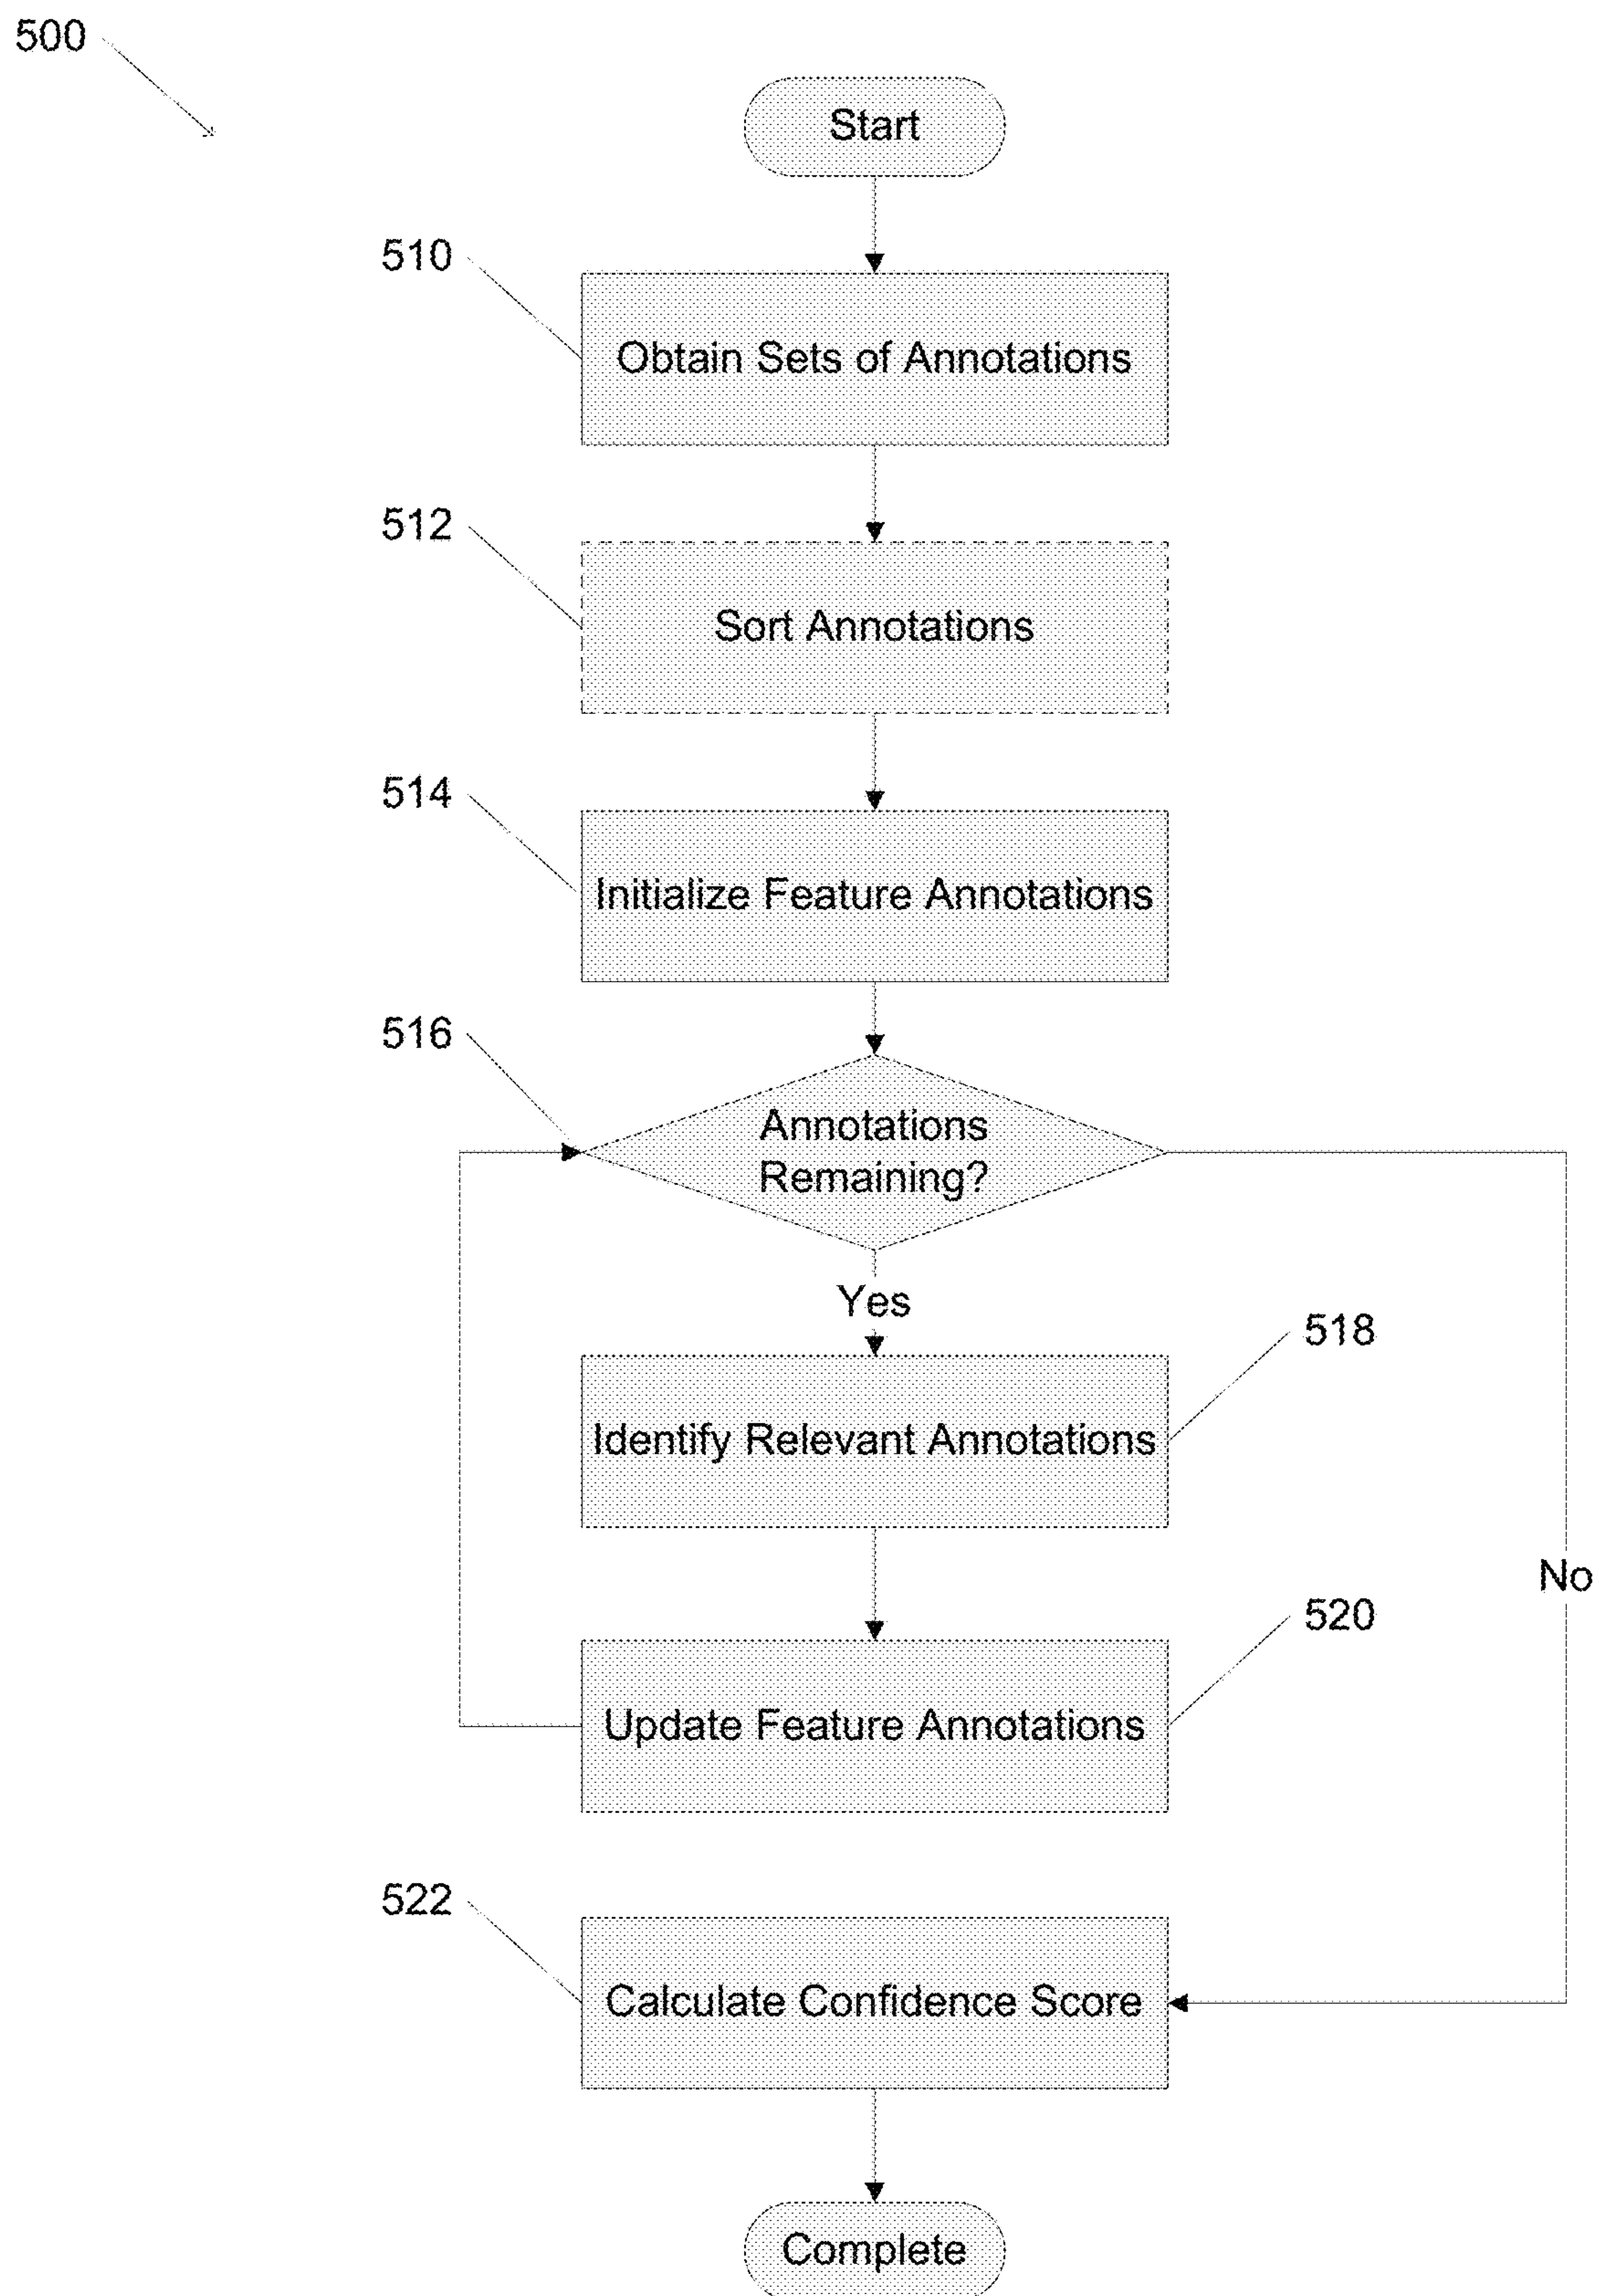 500
Start
510
Obtain Sets of Annotations
512
Sort Annotations
514
Initialize Feature Annotations
516
Annotations
Remaining?
Yes
518
Identify Relevant Annotations
No
520
Update Feature Annotations
522
Calculate Confidence Score
Complete